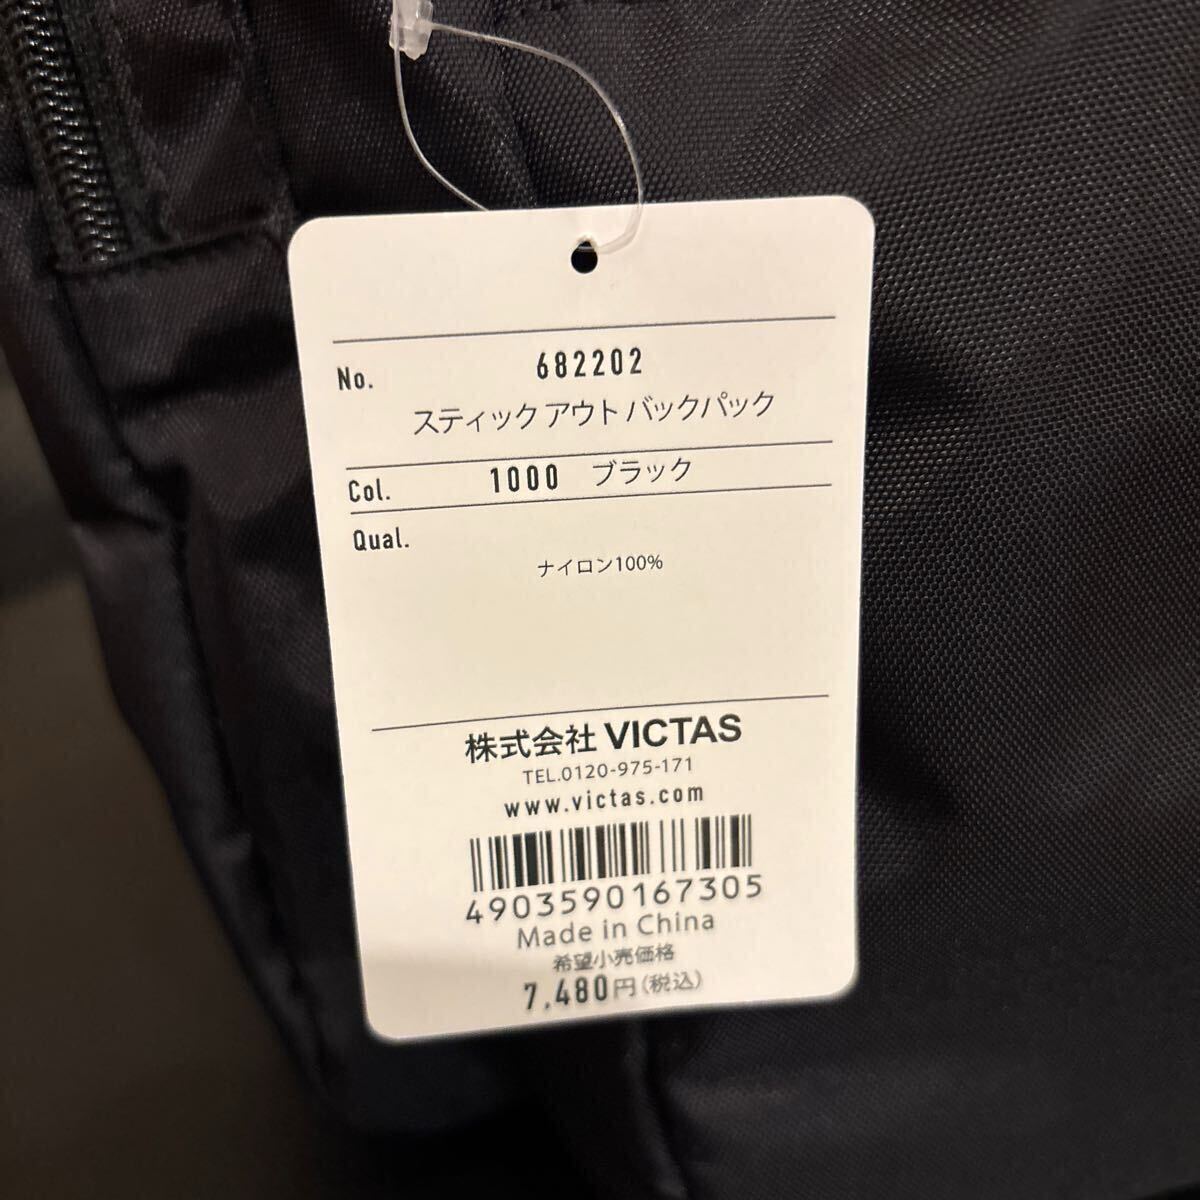 No. 682202
スティック アウト バックパック
Col. 1000 ブラック
Qual.
ナイロン100%
株式会社 VICTAS
TEL.0120-975-171
www.victas.com
4903590167305
Made in China
希望小売価格
7,480円(税込)